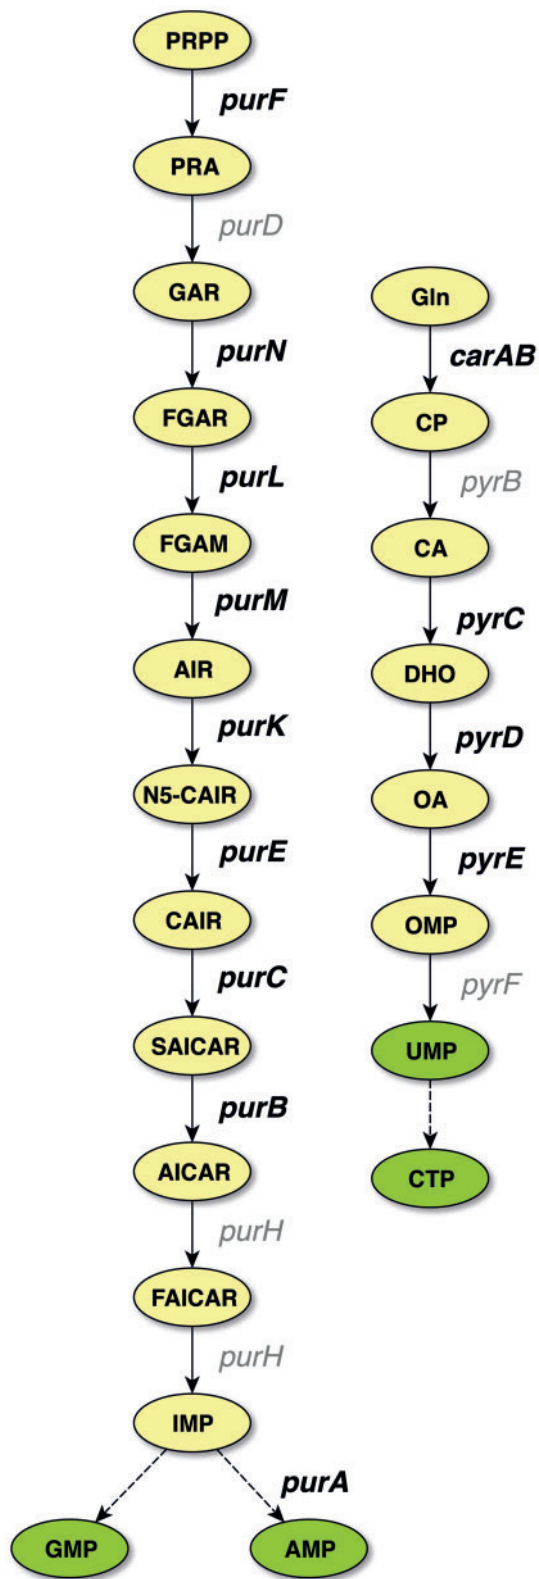 PRPP
purF
PRA
purD
GAR
purN
FGAR
purL
FGAM
purM
AIR
purK
N5-CAIR
purE
CAIR
purC
SAICAR
purB
AICAR
purH
FAICAR
purH
IMP
purA
GMP
AMP
Gln
carAB
CP
pyrB
CA
pyrC
DHO
pyrD
OA
pyrE
OMP
pyrF
UMP
CTP